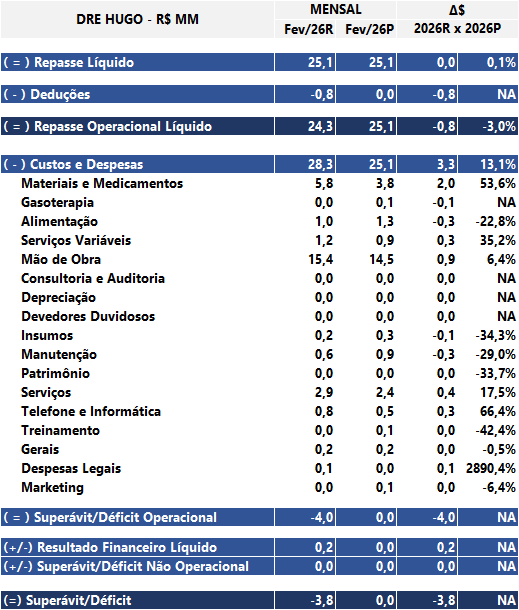 DRE HUGO - R$ MM MENSAL Δ$
Fev/26R Fev/26P 2026R x 2026P
( = ) Repasse Líquido 25,1 25,1 0,0 0,1%
( - ) Deduções -0,8 0,0 -0,8 NA
( = ) Repasse Operacional Líquido 24,3 25,1 -0,8 -3,0%
( - ) Custos e Despesas 28,3 25,1 3,3 13,1%
Materiais e Medicamentos 5,8 3,8 2,0 53,6%
Gasoterapia 0,0 0,1 -0,1 NA
Alimentação 1,0 1,3 -0,3 -22,8%
Serviços Variáveis 1,2 0,9 0,3 35,2%
Mão de Obra 15,4 14,5 0,9 6,4%
Consultoria e Auditoria 0,0 0,0 0,0 NA
Depreciação 0,0 0,0 0,0 NA
Devedores Duvidosos 0,0 0,0 0,0 NA
Insumos 0,2 0,3 -0,1 -34,3%
Manutenção 0,6 0,9 -0,3 -29,0%
Patrimônio 0,0 0,0 0,0 -33,7%
Serviços 2,9 2,4 0,4 17,5%
Telefone e Informática 0,8 0,5 0,3 66,4%
Treinamento 0,0 0,1 0,0 -42,4%
Gerais 0,2 0,2 0,0 -0,5%
Despesas Legais 0,1 0,0 0,1 2890,4%
Marketing 0,0 0,1 0,0 -6,4%
( = ) Superávit/Déficit Operacional -4,0 0,0 -4,0 NA
(+/-) Resultado Financeiro Líquido 0,2 0,0 0,2 NA
(+/-) Superávit/Déficit Não Operacional 0,0 0,0 0,0 NA
(=) Superávit/Déficit -3,8 0,0 -3,8 NA